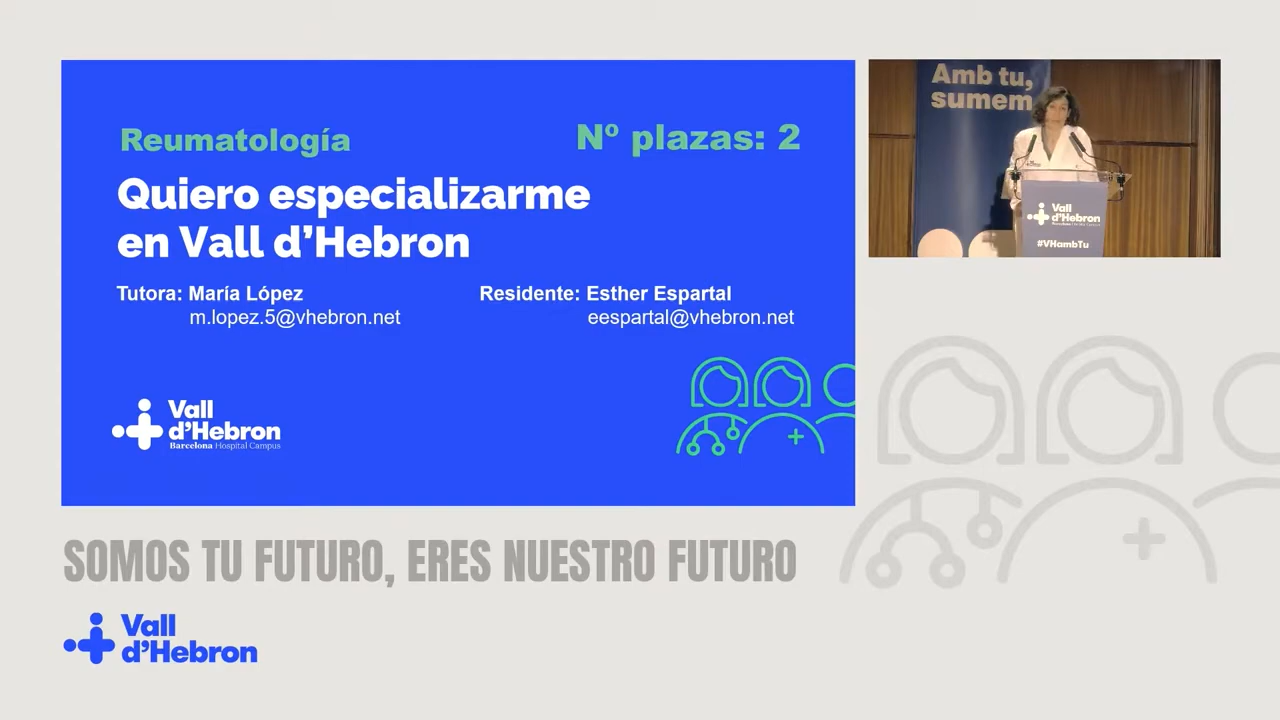 Reumatología
Nº plazas: 2
Quiero especializarme
en Vall d’Hebron
Tutora: María López
m.lopez.5@vhebron.net
Residente: Esther Espartal
eespartal@vhebron.net
Vall
d’Hebron
Barcelona Hospital Campus
Amb tu,
sumem
Vall
d’Hebron
#VHambTu
SOMOS TU FUTURO, ERES NUESTRO FUTURO
Vall
d’Hebron